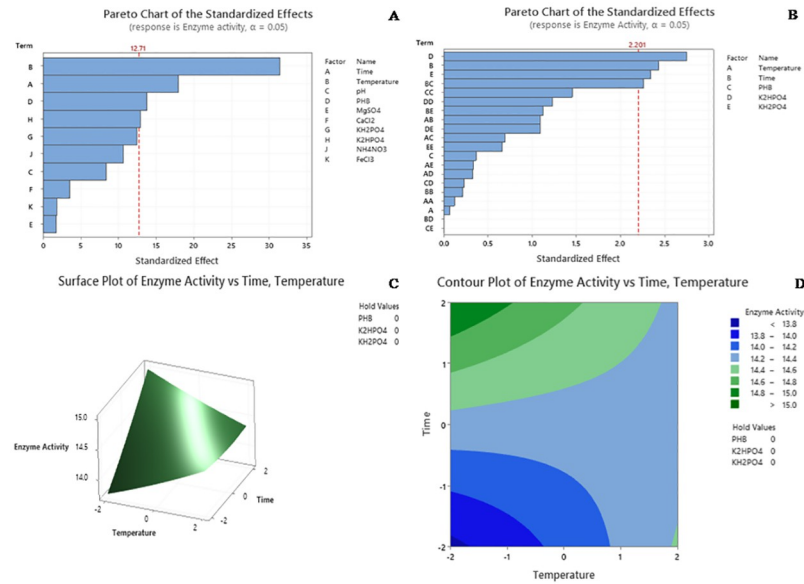 Pareto Chart of the Standardized Effects
(response is Enzyme activity, α = 0.05)
A
Term
12.71
B
A
D
H
G
J
C
F
K
E
0
5
10
15
20
25
30
35
Standardized Effect
Factor Name
A Time
B Temperature
C pH
D PHB
E MgSO4
F CaCl2
G KH2PO4
H K2HPO4
J NH4NO3
K FeCl3
Pareto Chart of the Standardized Effects
(response is Enzyme Activity, α = 0.05)
B
Term
2.201
D
B
E
BC
CC
DD
BE
AB
DE
AC
EE
C
AE
AD
CD
BB
AA
A
BD
CE
0.0
0.5
1.0
1.5
2.0
2.5
3.0
Standardized Effect
Factor Name
A Temperature
B Time
C PHB
D K2HPO4
E KH2PO4
Surface Plot of Enzyme Activity vs Time, Temperature
C
Hold Values
PHB 0
K2HPO4 0
KH2PO4 0
15.0
14.5
14.0
Enzyme Activity
-2
0
2
Temperature
-2
0
2
Time
Contour Plot of Enzyme Activity vs Time, Temperature
D
2
1
0
-1
-2
Time
-2
-1
0
1
2
Temperature
Enzyme Activity
< 13.8
13.8 – 14.0
14.0 – 14.2
14.2 – 14.4
14.4 – 14.6
14.6 – 14.8
14.8 – 15.0
> 15.0
Hold Values
PHB 0
K2HPO4 0
KH2PO4 0